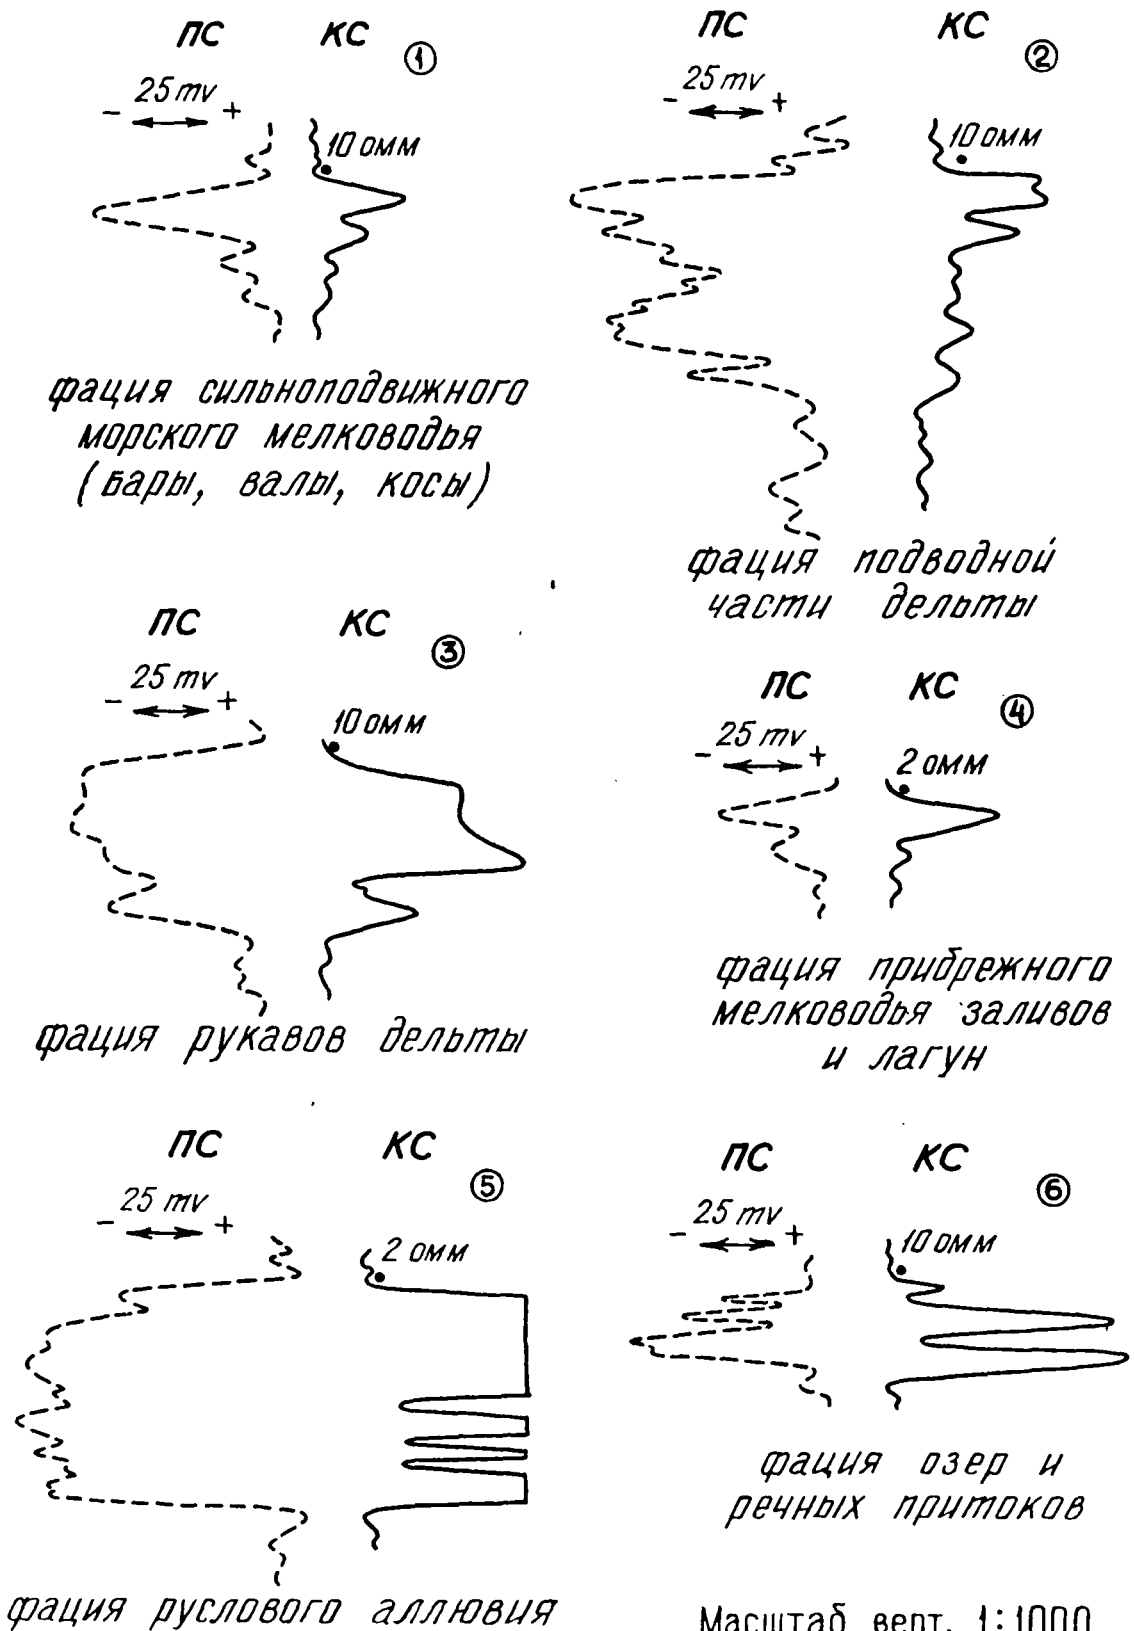 ПС КС ①
- 25 mv +
10 омм
фация сильноподвижного
морского мелководья
(бары, валы, косы)
ПС КС ②
- 25 mv +
10 омм
фация подводной
части дельты
ПС КС ③
- 25 mv +
10 омм
фация рукавов дельты
ПС КС ④
- 25 mv +
2 омм
фация прибрежного
мелководья заливов
и лагун
ПС КС ⑤
- 25 mv +
2 омм
фация руслового аллювия
ПС КС ⑥
- 25 mv +
10 омм
фация озер и
речных притоков
Масштаб верт. 1:1000